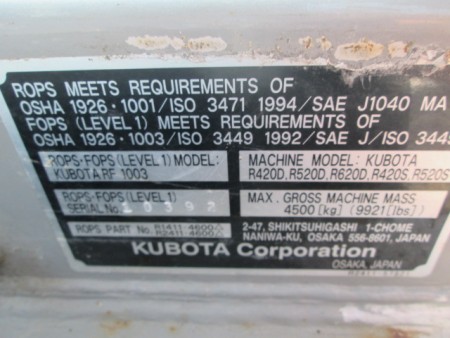 ROPS MEETS REQUIREMENTS OF
OSHA 1926・1001/ISO 3471 1994/SAE J1040 MA
FOPS (LEVEL 1) MEETS REQUIREMENTS OF
OSHA 1926・1003/ISO 3449 1992/SAE J/ISO 3449
ROPS-FOPS(LEVEL 1) MODEL:
KUBOTA RF 1003
MACHINE MODEL: KUBOTA
R420D, R520D, R620D, R420S, R520S
ROPS-FOPS(LEVEL 1)
SERIAL No.
MAX. GROSS MACHINE MASS
4500 [kg] (9921[lbs])
ROPS PART No. R1411-4600
R2411-4600
2-47, SHIKITSUHIGASHI 1-CHOME
NANIWA-KU, OSAKA 556-8601, JAPAN
KUBOTA Corporation
OSAKA, JAPAN